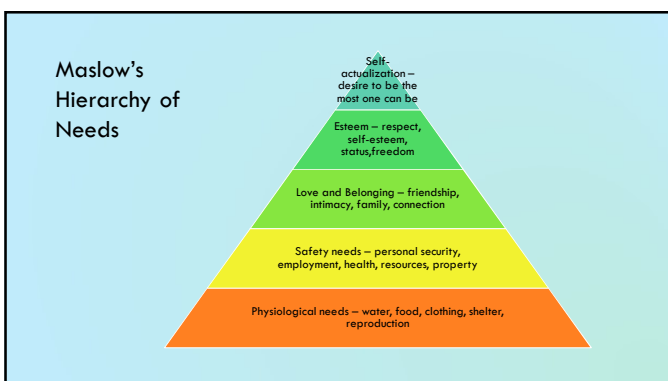 Maslow's
Hierarchy of
Needs
Self-
actualization –
desire to be the
most one can be
Esteem – respect,
self-esteem,
status,freedom
Love and Belonging – friendship,
intimacy, family, connection
Safety needs – personal security,
employment, health, resources, property
Physiological needs – water, food, clothing, shelter,
reproduction